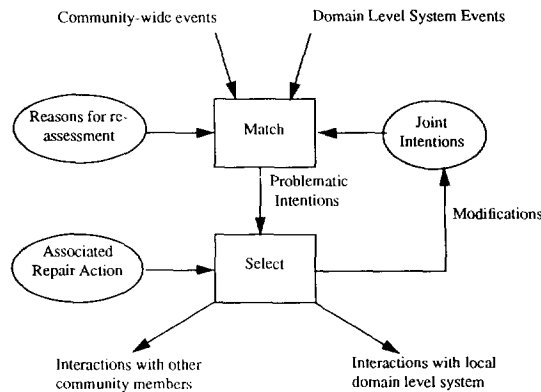 Community-wide events
Domain Level System Events
Reasons for re-
assessment
Match
Joint
Intentions
Problematic
Intentions
Modifications
Associated
Repair Action
Select
Interactions with other
community members
Interactions with local
domain level system